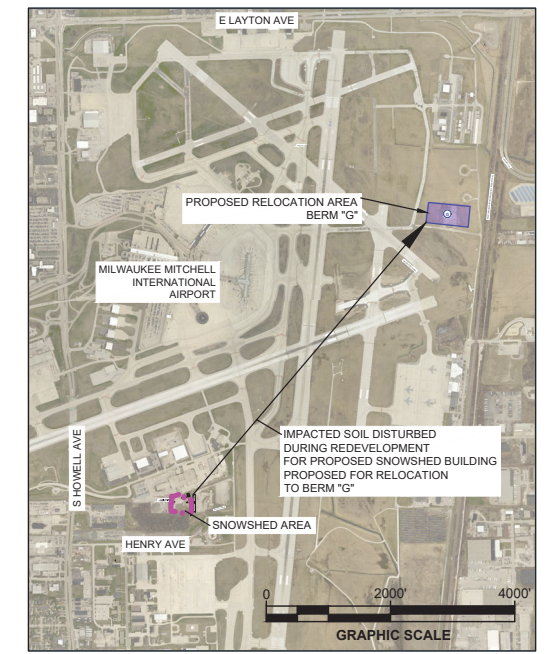 E LAYTON AVE
PROPOSED RELOCATION AREA
BERM "G"
G
MILWAUKEE MITCHELL
INTERNATIONAL
AIRPORT
S HOWELL AVE
IMPACTED SOIL DISTURBED
DURING REDEVELOPMENT
FOR PROPOSED SNOWSHED BUILDING
PROPOSED FOR RELOCATION
TO BERM "G"
SNOWSHED AREA
HENRY AVE
0
2000'
4000'
GRAPHIC SCALE